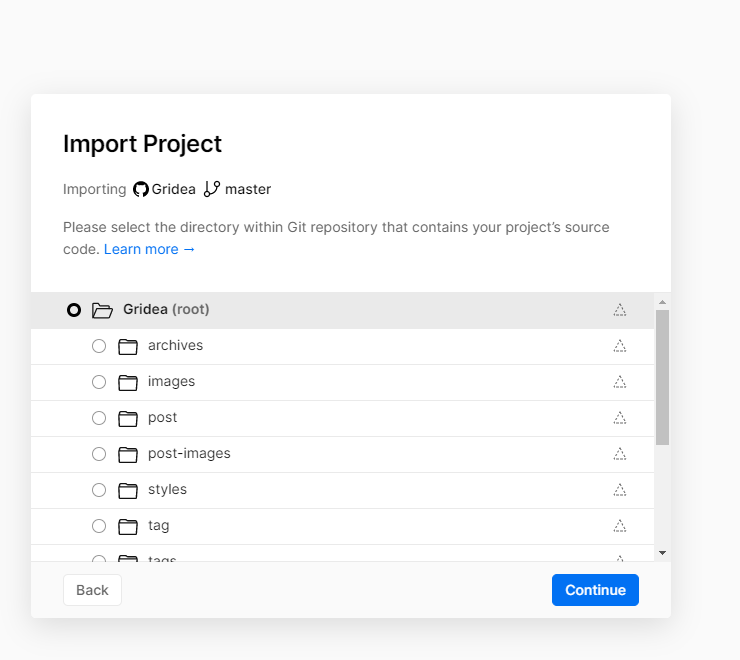 Import Project
Importing Gridea master
Please select the directory within Git repository that contains your project's source
code. Learn more →
Gridea (root)
archives
images
post
post-images
styles
tag
tags
Back
Continue